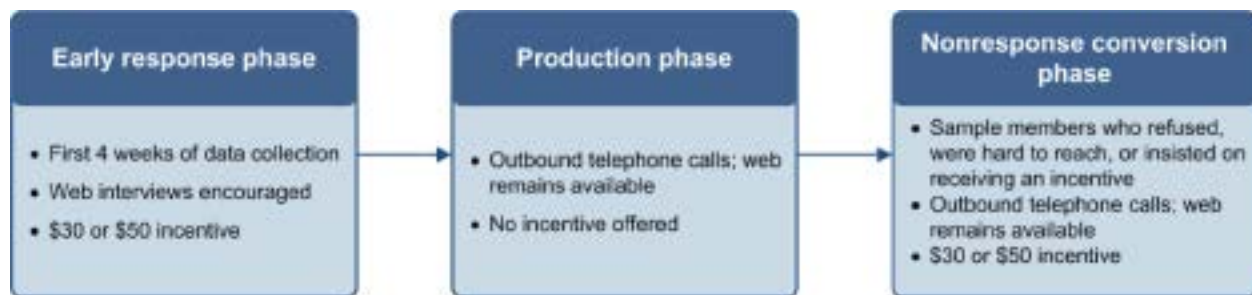 Early response phase
• First 4 weeks of data collection
• Web interviews encouraged
• $30 or $50 incentive
Production phase
• Outbound telephone calls; web
remains available
• No incentive offered
Nonresponse conversion
phase
• Sample members who refused,
were hard to reach, or insisted on
receiving an incentive
• Outbound telephone calls; web
remains available
• $30 or $50 incentive